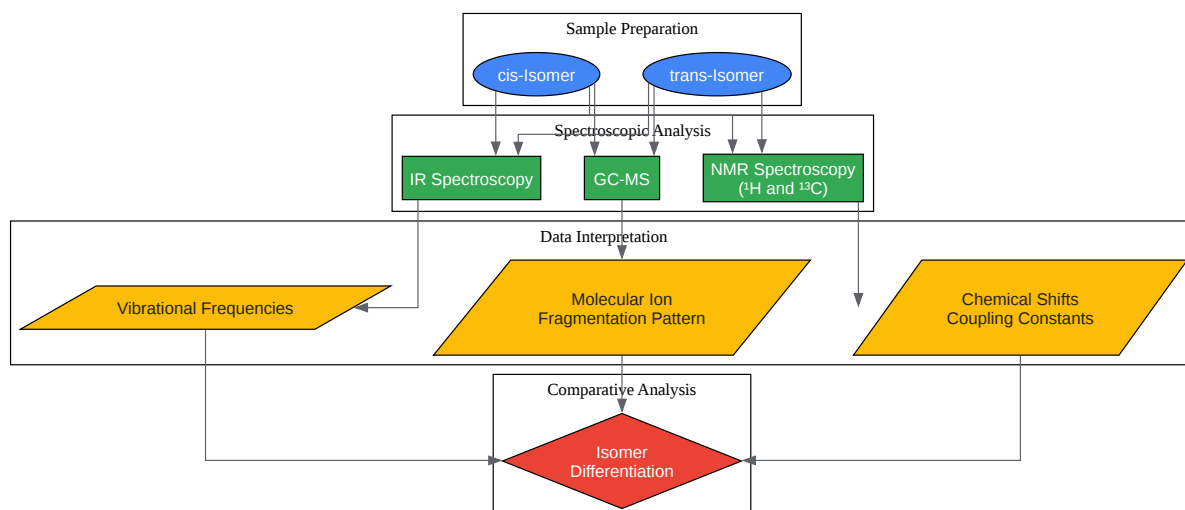 Sample Preparation
cis-Isomer
trans-Isomer
Spectroscopic Analysis
IR Spectroscopy
GC-MS
NMR Spectroscopy
(¹H and ¹³C)
Data Interpretation
Vibrational Frequencies
Molecular Ion
Fragmentation Pattern
Chemical Shifts
Coupling Constants
Comparative Analysis
Isomer
Differentiation